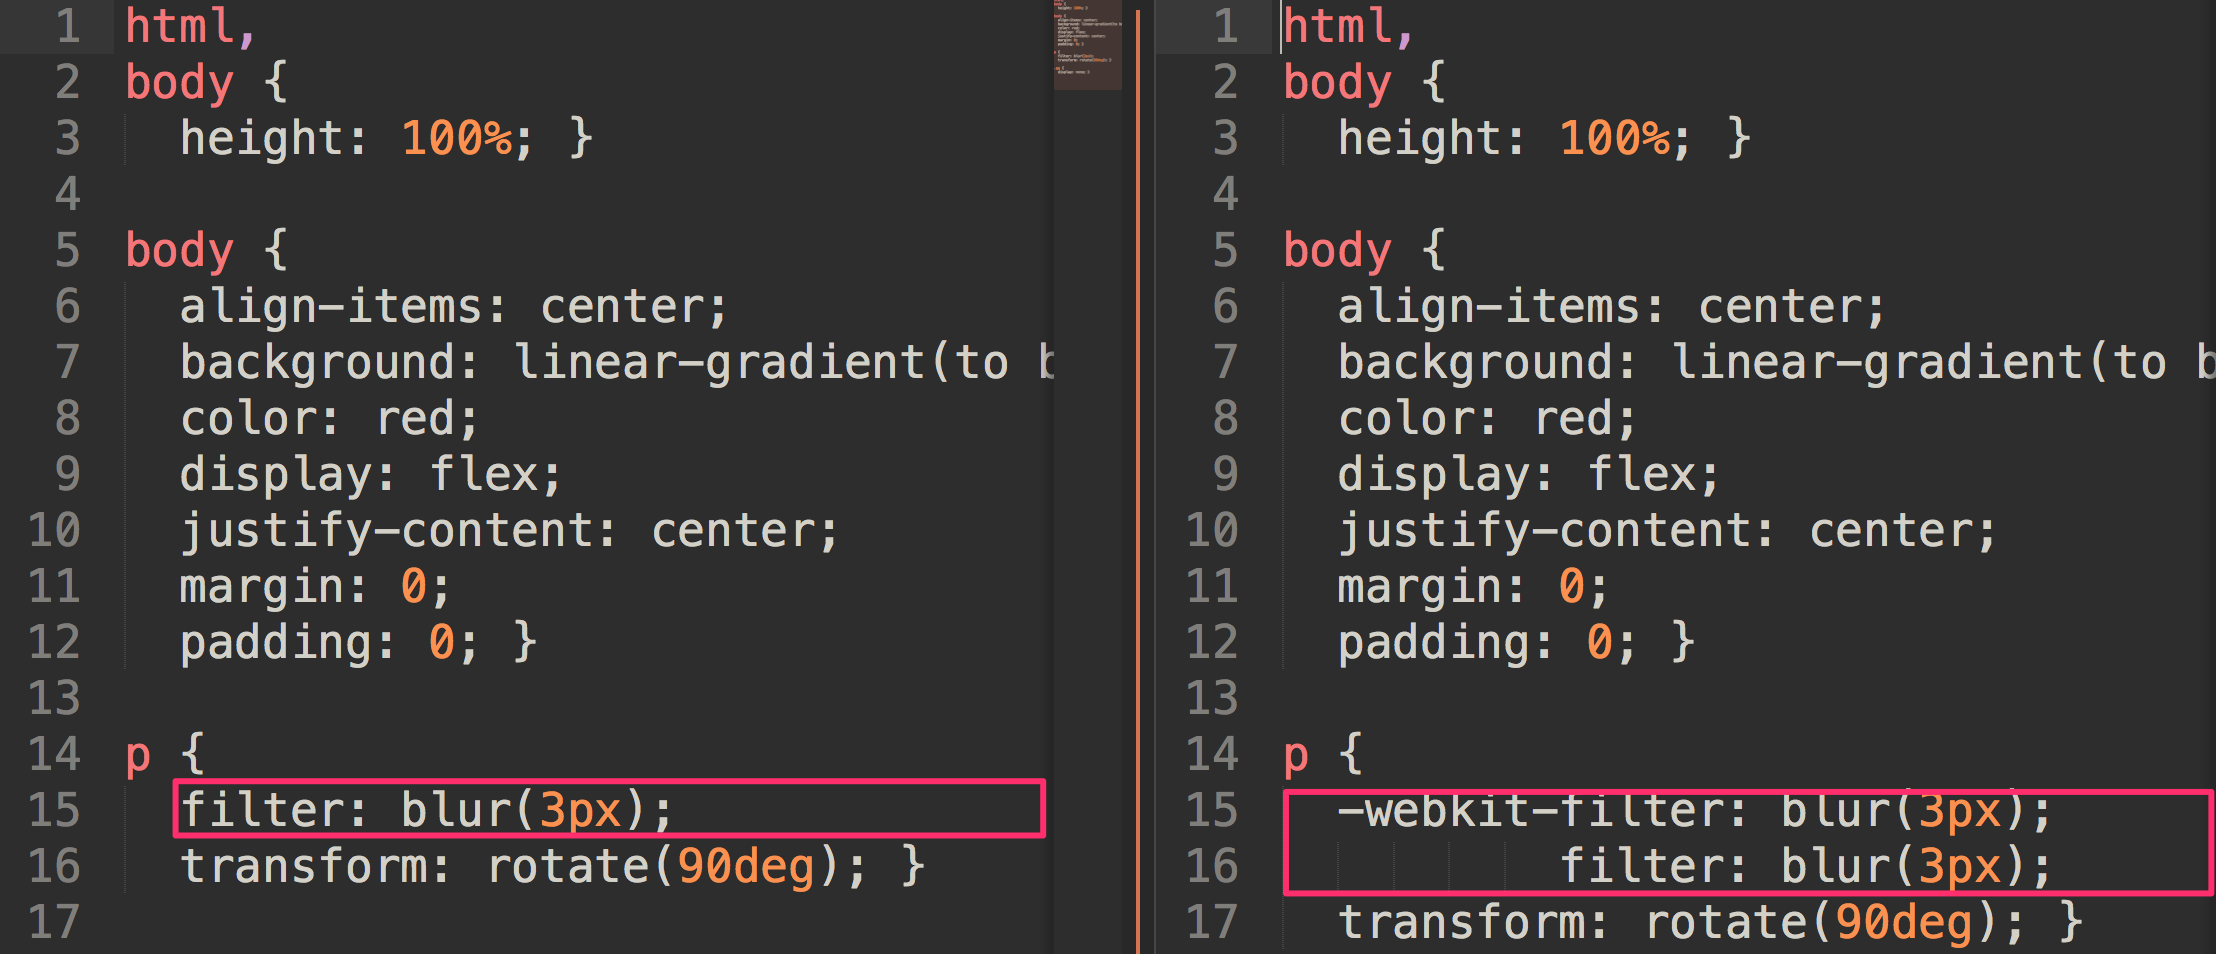 1 html,
2 body {
3 height: 100%; }
4
5 body {
6 align-items: center;
7 background: linear-gradient(to b
8 color: red;
9 display: flex;
10 justify-content: center;
11 margin: 0;
12 padding: 0; }
13
14 p {
15 filter: blur(3px);
16 transform: rotate(90deg); }
17
1 html,
2 body {
3 height: 100%; }
4
5 body {
6 align-items: center;
7 background: linear-gradient(to b
8 color: red;
9 display: flex;
10 justify-content: center;
11 margin: 0;
12 padding: 0; }
13
14 p {
15 -webkit-filter: blur(3px);
16 filter: blur(3px);
17 transform: rotate(90deg); }